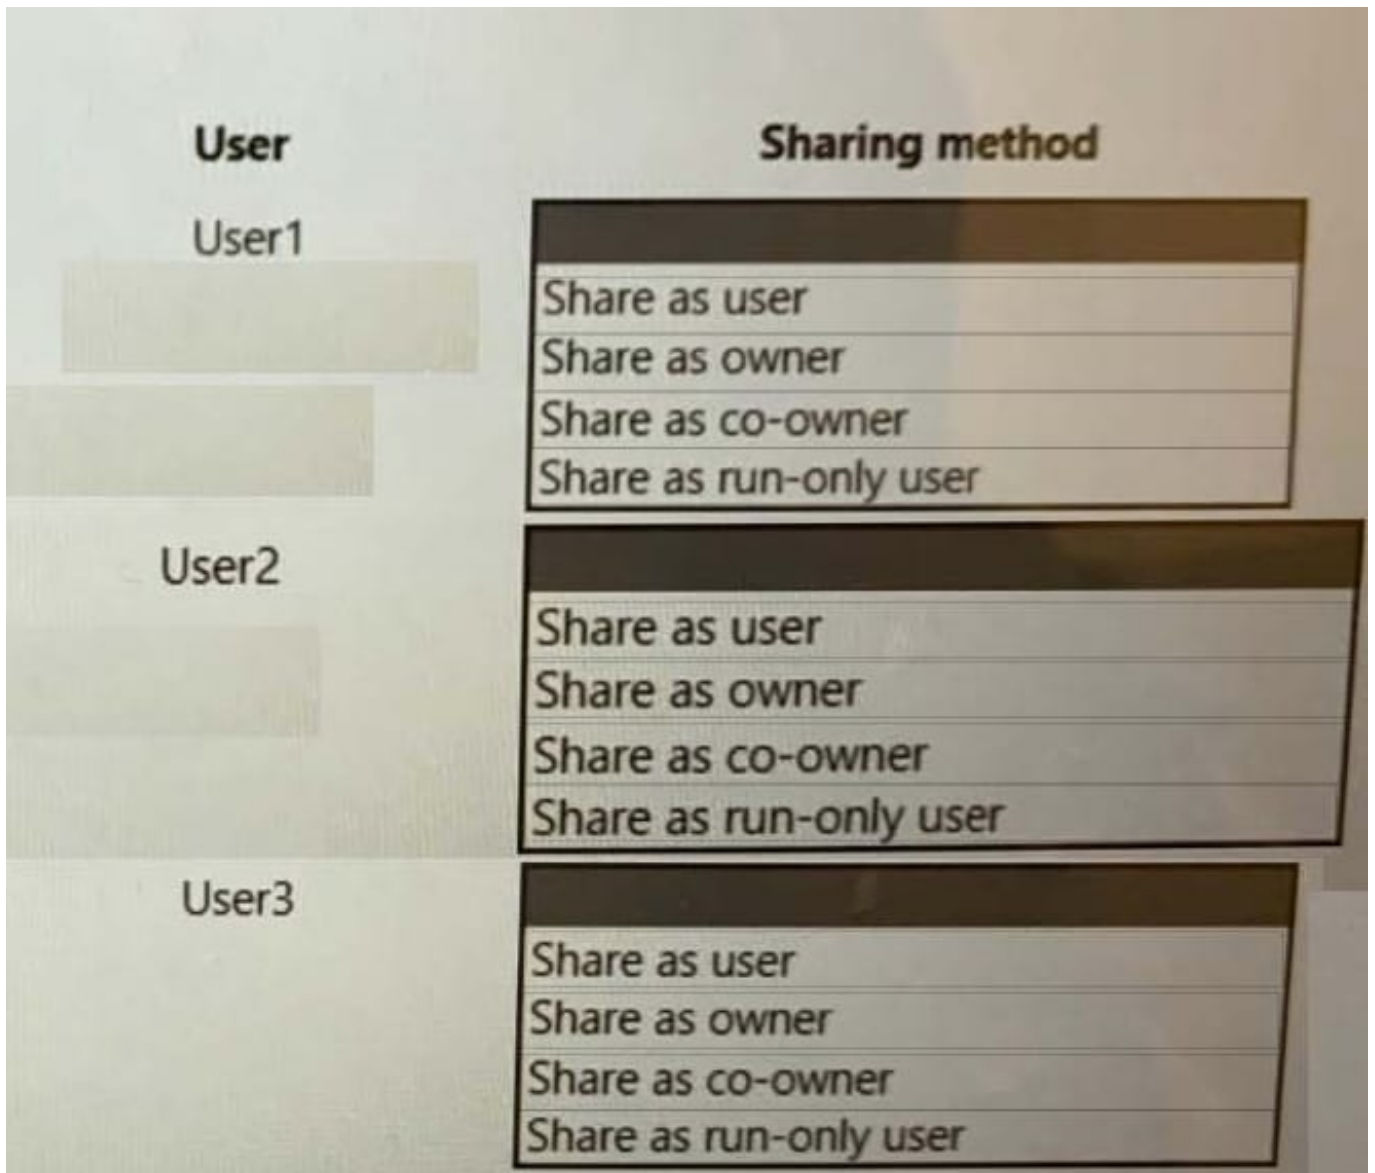 User
Sharing method
User1
Share as user
Share as owner
Share as co-owner
Share as run-only user
User2
Share as user
Share as owner
Share as co-owner
Share as run-only user
User3
Share as user
Share as owner
Share as co-owner
Share as run-only user